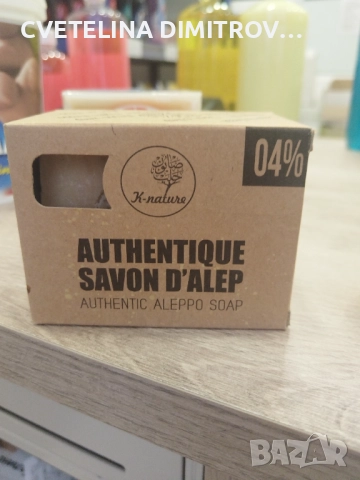 CVETELINA DIMITROV...
04%
K-nature
AUTHENTIQUE
SAVON D'ALEP
AUTHENTIC ALEPPO SOAP
BAZAR